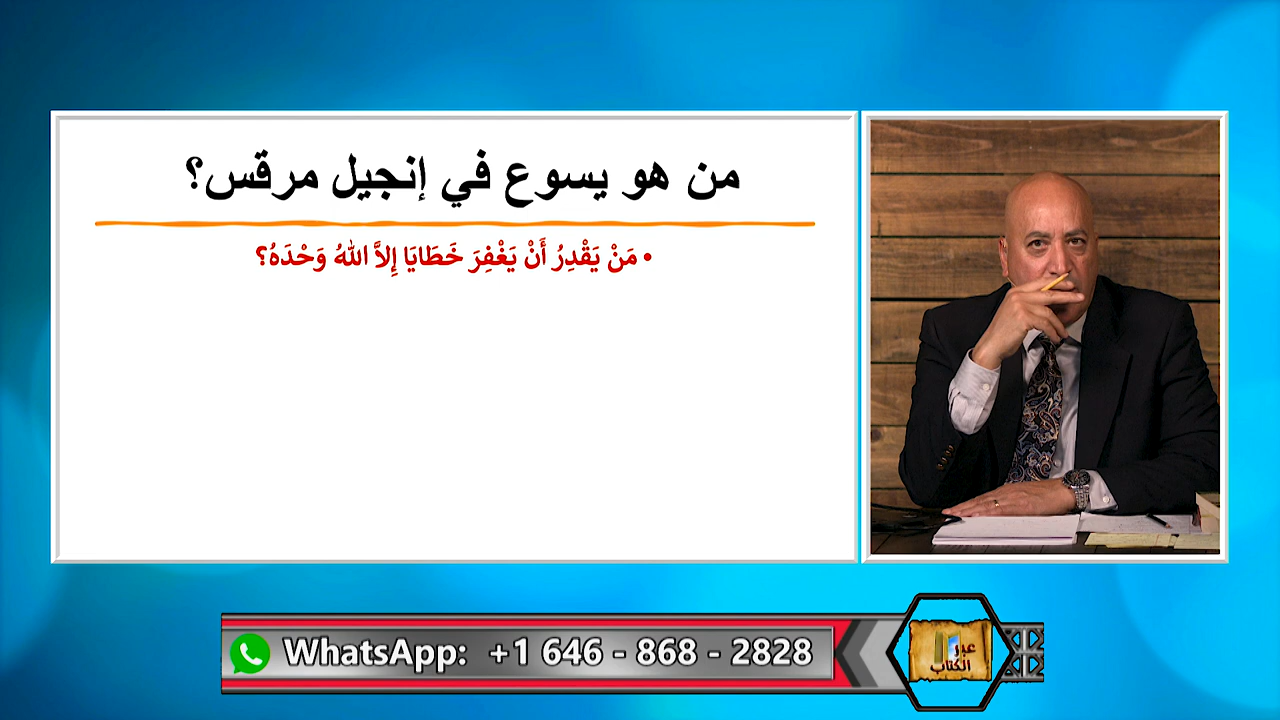 من هو يسوع في إنجيل مرقس؟
• مَنْ يَقْدِرُ أَنْ يَغْفِرَ خَطَايَا إِلاَّ اللهُ وَحْدَهُ؟
WhatsApp: +1 646 - 868 - 2828
عبر
الكتاب